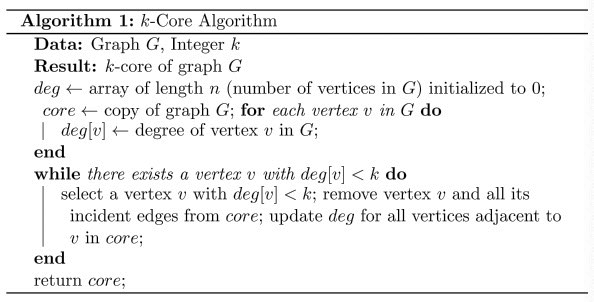 Algorithm 1: k-Core Algorithm
Data: Graph G, Integer k
Result: k-core of graph G
deg ← array of length n (number of vertices in G) initialized to 0;
core ← copy of graph G; for each vertex v in G do
deg[v] ← degree of vertex v in G;
end
while there exists a vertex v with deg[v] < k do
select a vertex v with deg[v] < k; remove vertex v and all its
incident edges from core; update deg for all vertices adjacent to
v in core;
end
return core;